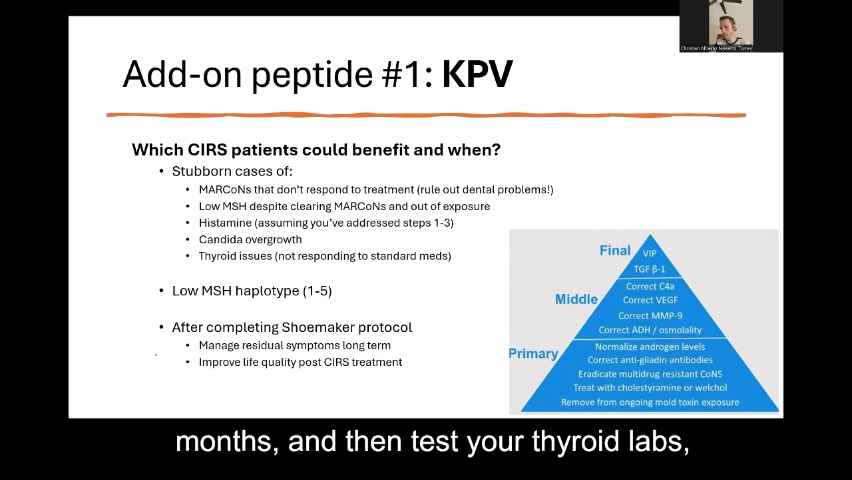 Christian Alberto Navarro Torres
Add-on peptide #1: KPV
Which CIRS patients could benefit and when?
• Stubborn cases of:
• MARCoNs that don't respond to treatment (rule out dental problems!)
• Low MSH despite clearing MARCoNs and out of exposure
• Histamine (assuming you've addressed steps 1-3)
• Candida overgrowth
• Thyroid issues (not responding to standard meds)
• Low MSH haplotype (1-5)
• After completing Shoemaker protocol
• Manage residual symptoms long term
• Improve life quality post CIRS treatment
Final
VIP
TGF β-1
Middle
Correct C4a
Correct VEGF
Correct MMP-9
Correct ADH / osmolality
Primary
Normalize androgen levels
Correct anti-gliadin antibodies
Eradicate multidrug resistant CoNS
Treat with cholestyramine or welchol
Remove from ongoing mold toxin exposure
months, and then test your thyroid labs,